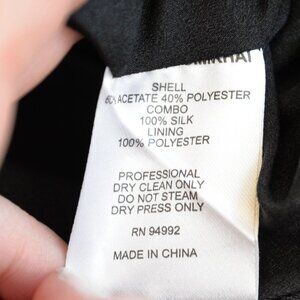 SHELL
60% ACETATE 40% POLYESTER
COMBO
100% SILK
LINING
100% POLYESTER
PROFESSIONAL
DRY CLEAN ONLY
DO NOT STEAM
DRY PRESS ONLY
RN 94992
MADE IN CHINA